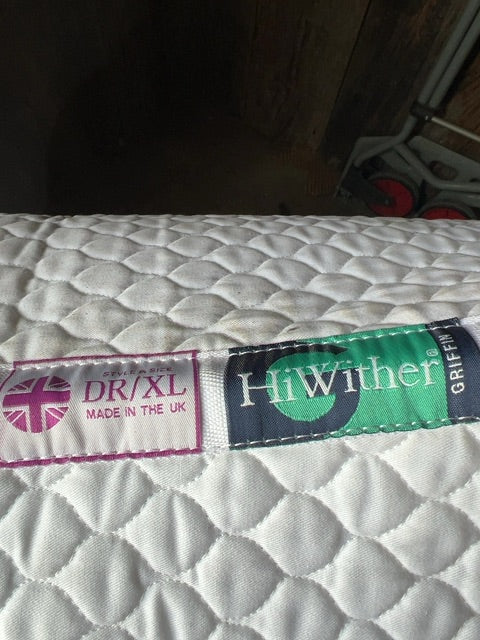 STYLE & SIZE
DR/XL
MADE IN THE UK
HiWither®
GRIFFIN